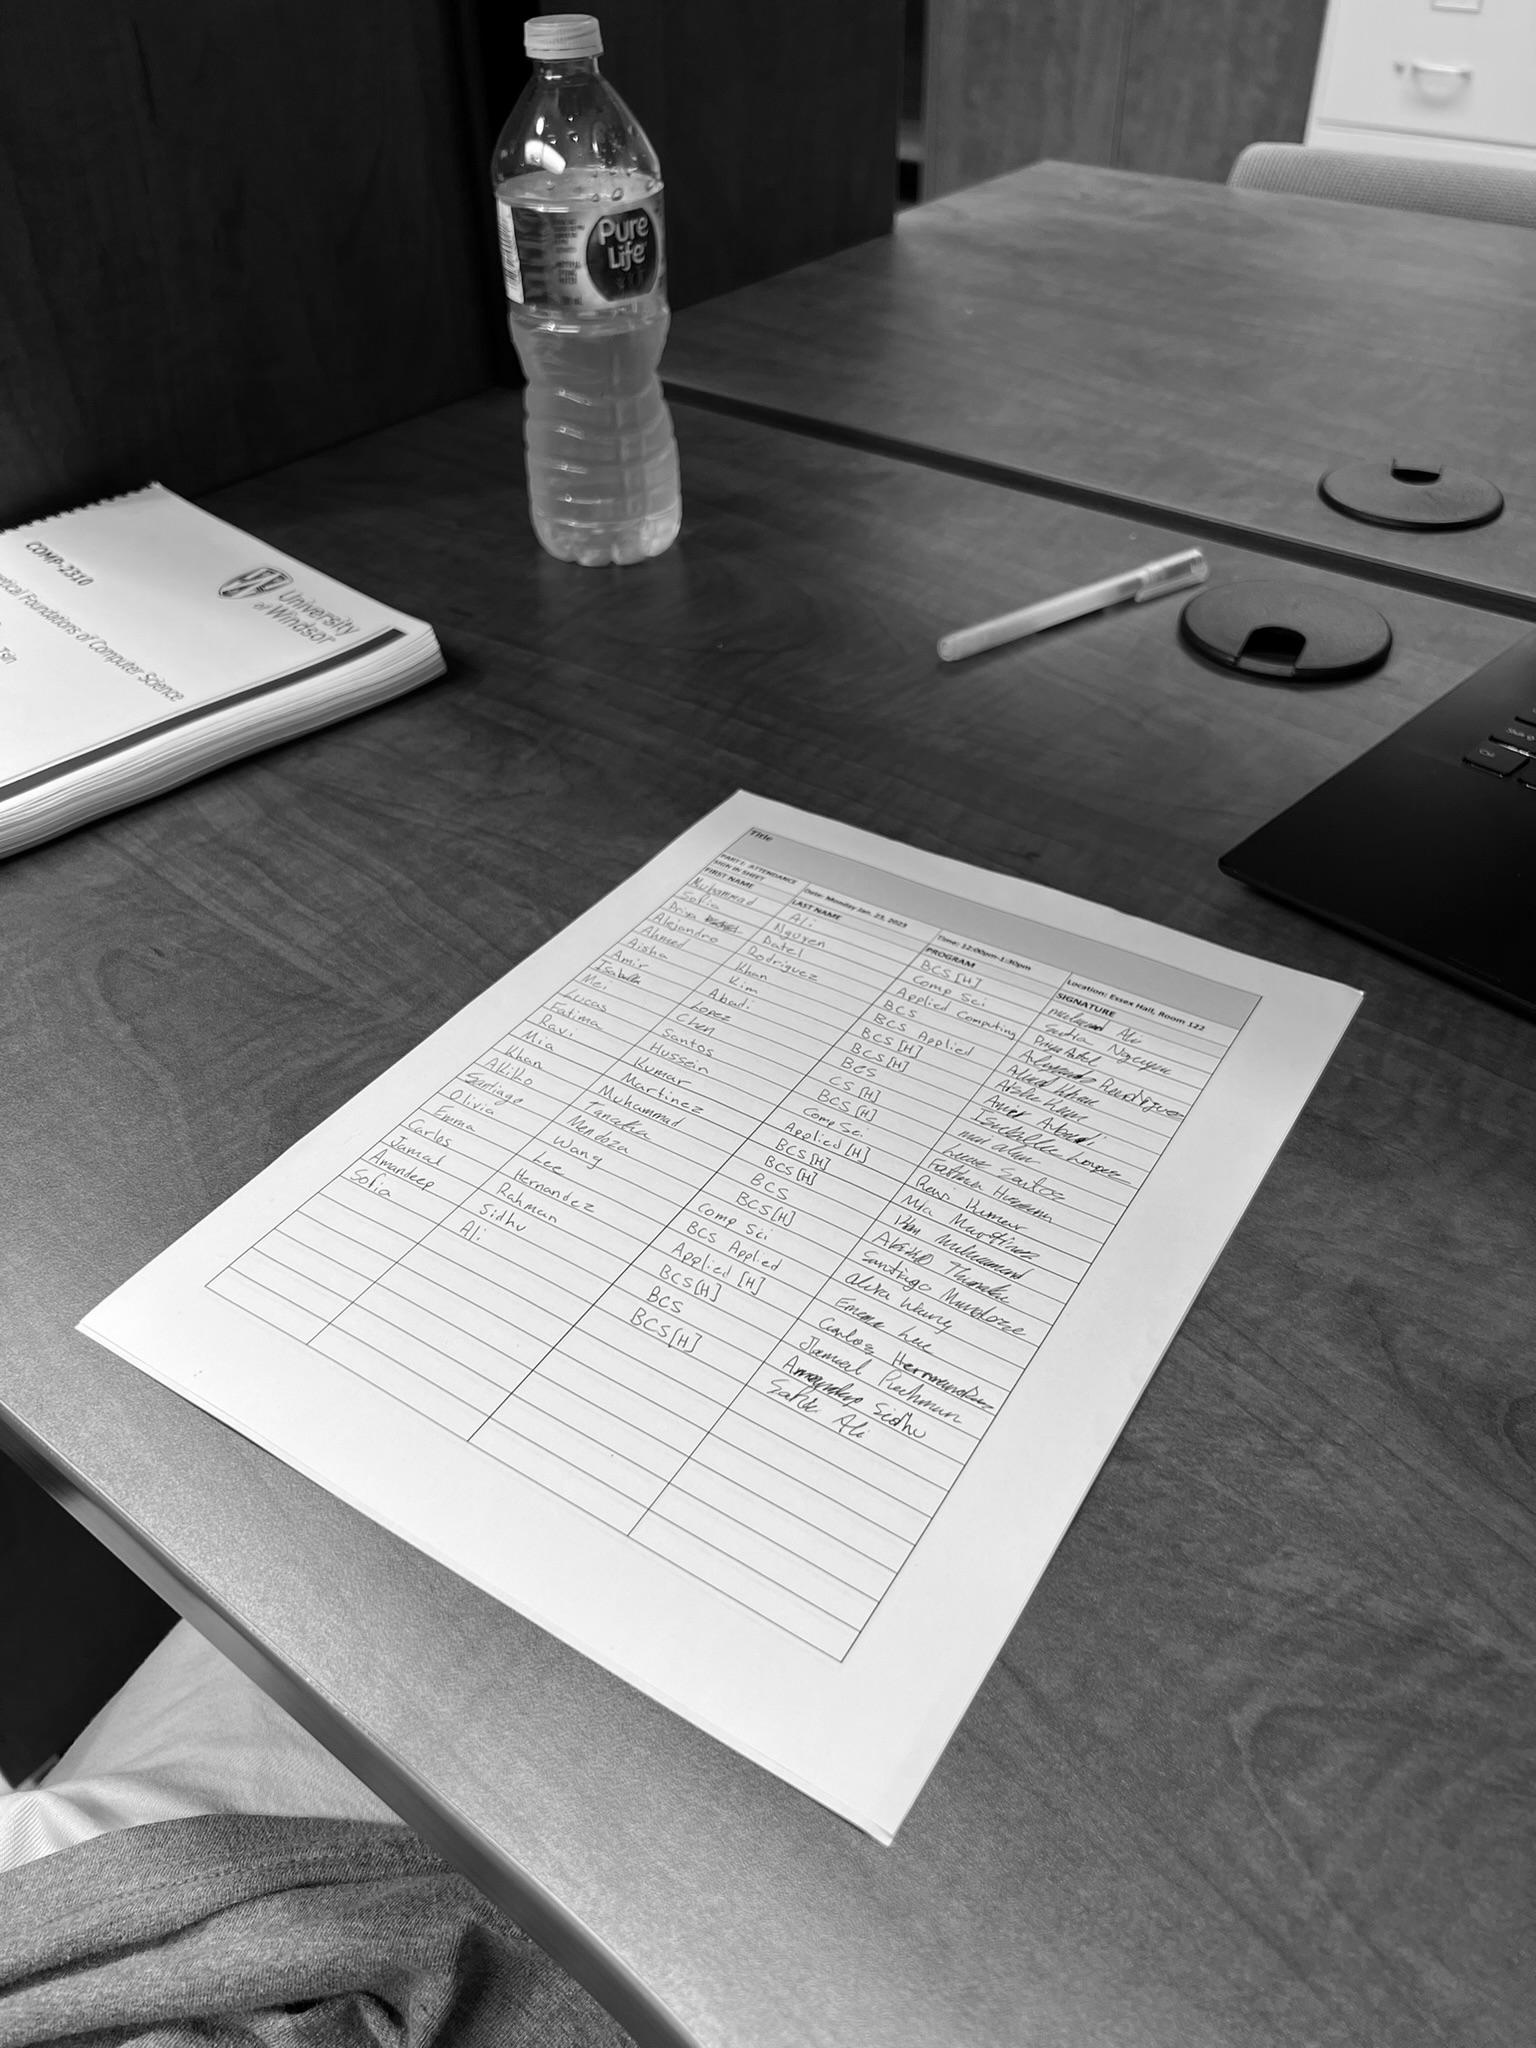 Pure
Life
COMP-2310
University
of Windsor
Foundations of Computer Science
Tsin
Title
PART I: ATTENDANCE
SIGN IN SHEET Date: Monday Jan. 23, 2023 Time: 12:00pm-1:30pm Location: Essex Hall, Room 122
FIRST NAME LAST NAME PROGRAM SIGNATURE
Muhammad Ali BCS [H] Ali
Sofia Nguyen Comp Sci Sofia Nguyen
Priya Datel Applied Computing Priya Patel
Alejandro Rodriguez BCS Alejandro Rodriguez
Ahmed Khan BCS Applied Ahmed Khan
Aisha Kim BCS [H] Aisha Kim
Amir Abadi BCS [H] Amir Abadi
Isabella Lopez BCS Isabella Lopez
Mei Chen CS [H] Mei Chen
Lucas Santos BCS [H] Lucas Santos
Fatima Hussein Comp Sci Fatima Hussein
Ravi Kumar Applied [H] Ravi Kumar
Mia Martinez BCS [H] Mia Martinez
Khan Muhammad BCS [H] Khan Muhammad
Akiko Tanaka BCS Akiko
Santiago Mendoza BCS [H] Santiago Mendoza
Olivia Wang Comp Sci Olivia Wang
Emma Lee BCS Applied Emma Lee
Carlos Hernandez Applied [H] Carlos Hernandez
Jamal Rahman BCS [H] Jamal Rahman
Amandeep Sidhu BCS Amandeep Sidhu
Sofia Ali BCS [H] Sofia Ali
Ctrl